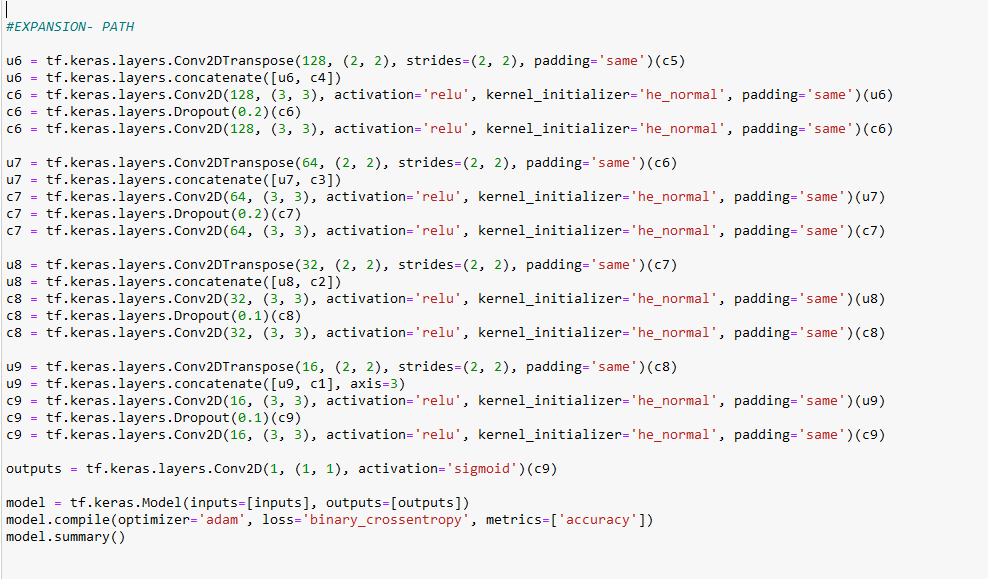 #EXPANSION- PATH
u6 = tf.keras.layers.Conv2DTranspose(128, (2, 2), strides=(2, 2), padding='same')(c5)
u6 = tf.keras.layers.concatenate([u6, c4])
c6 = tf.keras.layers.Conv2D(128, (3, 3), activation='relu', kernel_initializer='he_normal', padding='same')(u6)
c6 = tf.keras.layers.Dropout(0.2)(c6)
c6 = tf.keras.layers.Conv2D(128, (3, 3), activation='relu', kernel_initializer='he_normal', padding='same')(c6)
u7 = tf.keras.layers.Conv2DTranspose(64, (2, 2), strides=(2, 2), padding='same')(c6)
u7 = tf.keras.layers.concatenate([u7, c3])
c7 = tf.keras.layers.Conv2D(64, (3, 3), activation='relu', kernel_initializer='he_normal', padding='same')(u7)
c7 = tf.keras.layers.Dropout(0.2)(c7)
c7 = tf.keras.layers.Conv2D(64, (3, 3), activation='relu', kernel_initializer='he_normal', padding='same')(c7)
u8 = tf.keras.layers.Conv2DTranspose(32, (2, 2), strides=(2, 2), padding='same')(c7)
u8 = tf.keras.layers.concatenate([u8, c2])
c8 = tf.keras.layers.Conv2D(32, (3, 3), activation='relu', kernel_initializer='he_normal', padding='same')(u8)
c8 = tf.keras.layers.Dropout(0.1)(c8)
c8 = tf.keras.layers.Conv2D(32, (3, 3), activation='relu', kernel_initializer='he_normal', padding='same')(c8)
u9 = tf.keras.layers.Conv2DTranspose(16, (2, 2), strides=(2, 2), padding='same')(c8)
u9 = tf.keras.layers.concatenate([u9, c1], axis=3)
c9 = tf.keras.layers.Conv2D(16, (3, 3), activation='relu', kernel_initializer='he_normal', padding='same')(u9)
c9 = tf.keras.layers.Dropout(0.1)(c9)
c9 = tf.keras.layers.Conv2D(16, (3, 3), activation='relu', kernel_initializer='he_normal', padding='same')(c9)
outputs = tf.keras.layers.Conv2D(1, (1, 1), activation='sigmoid')(c9)
model = tf.keras.Model(inputs=[inputs], outputs=[outputs])
model.compile(optimizer='adam', loss='binary_crossentropy', metrics=['accuracy'])
model.summary()